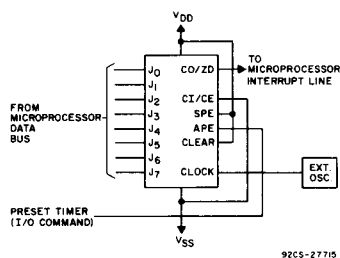 VDD
J0
J1
J2
J3
J4
J5
J6
J7
CO/ZD
CI/CE
SPE
APE
CLEAR
CLOCK
TO
MICROPROCESSOR
INTERRUPT LINE
FROM
MICROPROCESSOR
DATA
BUS
EXT.
OSC.
PRESET TIMER
(I/O COMMAND)
VSS
92CS-27715